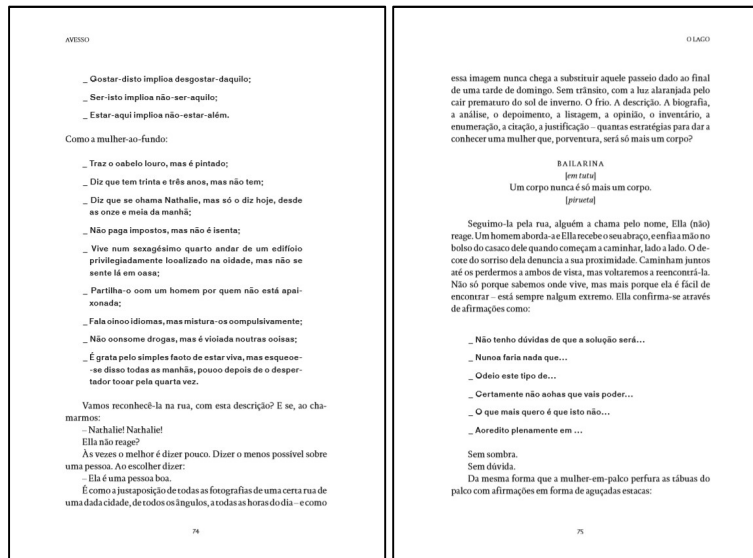 AVESSO
_ Gostar-disto implica desgostar-daquilo;
_ Ser-isto implica não-ser-aquilo;
_ Estar-aqui implica não-estar-além.
Como a mulher-ao-fundo:
_ Traz o cabelo louro, mas é pintado;
_ Diz que tem trinta e três anos, mas não tem;
_ Diz que se chama Nathalie, mas só o diz hoje, desde
as onze e meia da manhã;
_ Não paga impostos, mas não é isenta;
_ Vive num sexagésimo quarto andar de um edifício
privilegiadamente localizado na cidade, mas não se
sente lá em casa;
_ Partilha-o com um homem por quem não está apai-
xonada;
_ Fala cinco idiomas, mas mistura-os compulsivamente;
_ Não consome drogas, mas é viciada noutras coisas;
_ É grata pelo simples facto de estar viva, mas esquece-
-se disso todas as manhãs, pouco depois de o desper-
tador tocar pela quarta vez.
Vamos reconhecê-la na rua, com esta descrição? E se, ao cha-
marmos:
– Nathalie! Nathalie!
Ella não reage?
Às vezes o melhor é dizer pouco. Dizer o menos possível sobre
uma pessoa. Ao escolher dizer:
– Ela é uma pessoa boa.
É como a justaposição de todas as fotografias de uma certa rua de
uma dada cidade, de todos os ângulos, a todas as horas do dia – e como
74
O LAGO
essa imagem nunca chega a substituir aquele passeio dado ao final
de uma tarde de domingo. Sem trânsito, com a luz alaranjada pelo
cair prematuro do sol de inverno. O frio. A descrição. A biografia,
a análise, o depoimento, a listagem, a opinião, o inventário, a
enumeração, a citação, a justificação – quantas estratégias para dar a
conhecer uma mulher que, porventura, será só mais um corpo?
BAILARINA
[em tutu]
Um corpo nunca é só mais um corpo.
[pirueta]
Seguimo-la pela rua, alguém a chama pelo nome, Ella (não)
reage. Um homem aborda-a e Ella recebe o seu abraço, e enfia a mão no
bolso do casaco dele quando começam a caminhar, lado a lado. O de-
cote do sorriso dela denuncia a sua proximidade. Caminham juntos
até os perdermos a ambos de vista, mas voltaremos a reencontrá-la.
Não só porque sabemos onde vive, mas mais porque ela é fácil de
encontrar – está sempre nalgum extremo. Ella confirma-se através
de afirmações como:
_ Não tenho dúvidas de que a solução será...
_ Nunca faria nada que...
_ Odeio este tipo de...
_ Certamente não achas que vais poder...
_ O que mais quero é que isto não...
_ Acredito plenamente em ...
Sem sombra.
Sem dúvida.
Da mesma forma que a mulher-em-palco perfura as tábuas do
palco com afirmações em forma de aguçadas estacas:
75